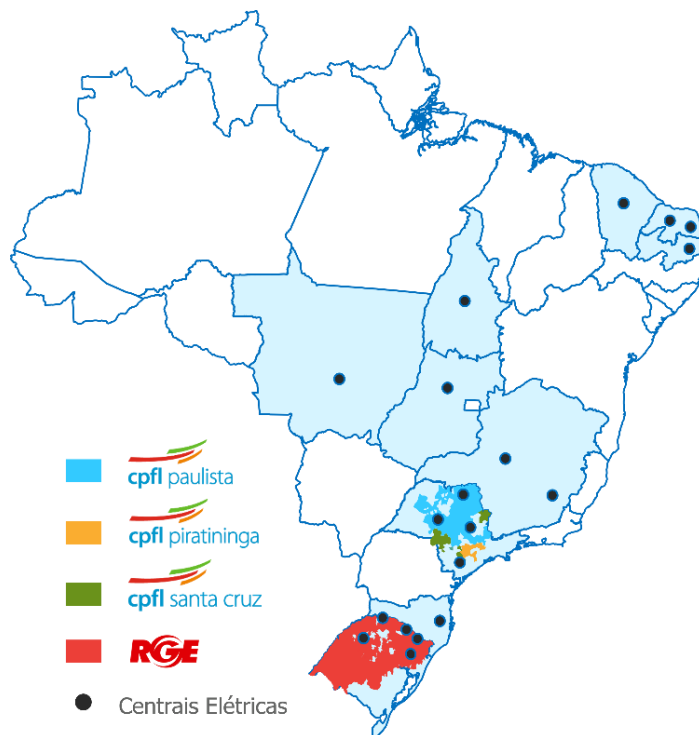 cpfl paulista
cpfl piratininga
cpfl santa cruz
RGE
Centrais Elétricas